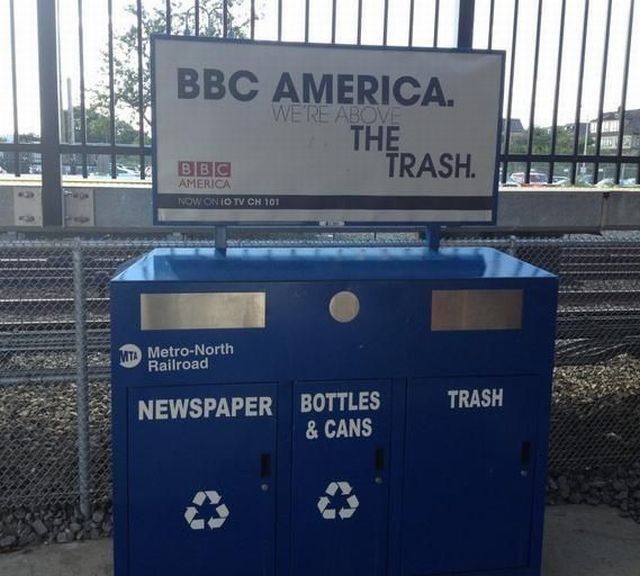 BBC AMERICA.
WE'RE ABOVE
THE
TRASH.
BBC
AMERICA
NOW ON iO TV CH 101
MTA Metro-North
Railroad
NEWSPAPER
BOTTLES
& CANS
TRASH